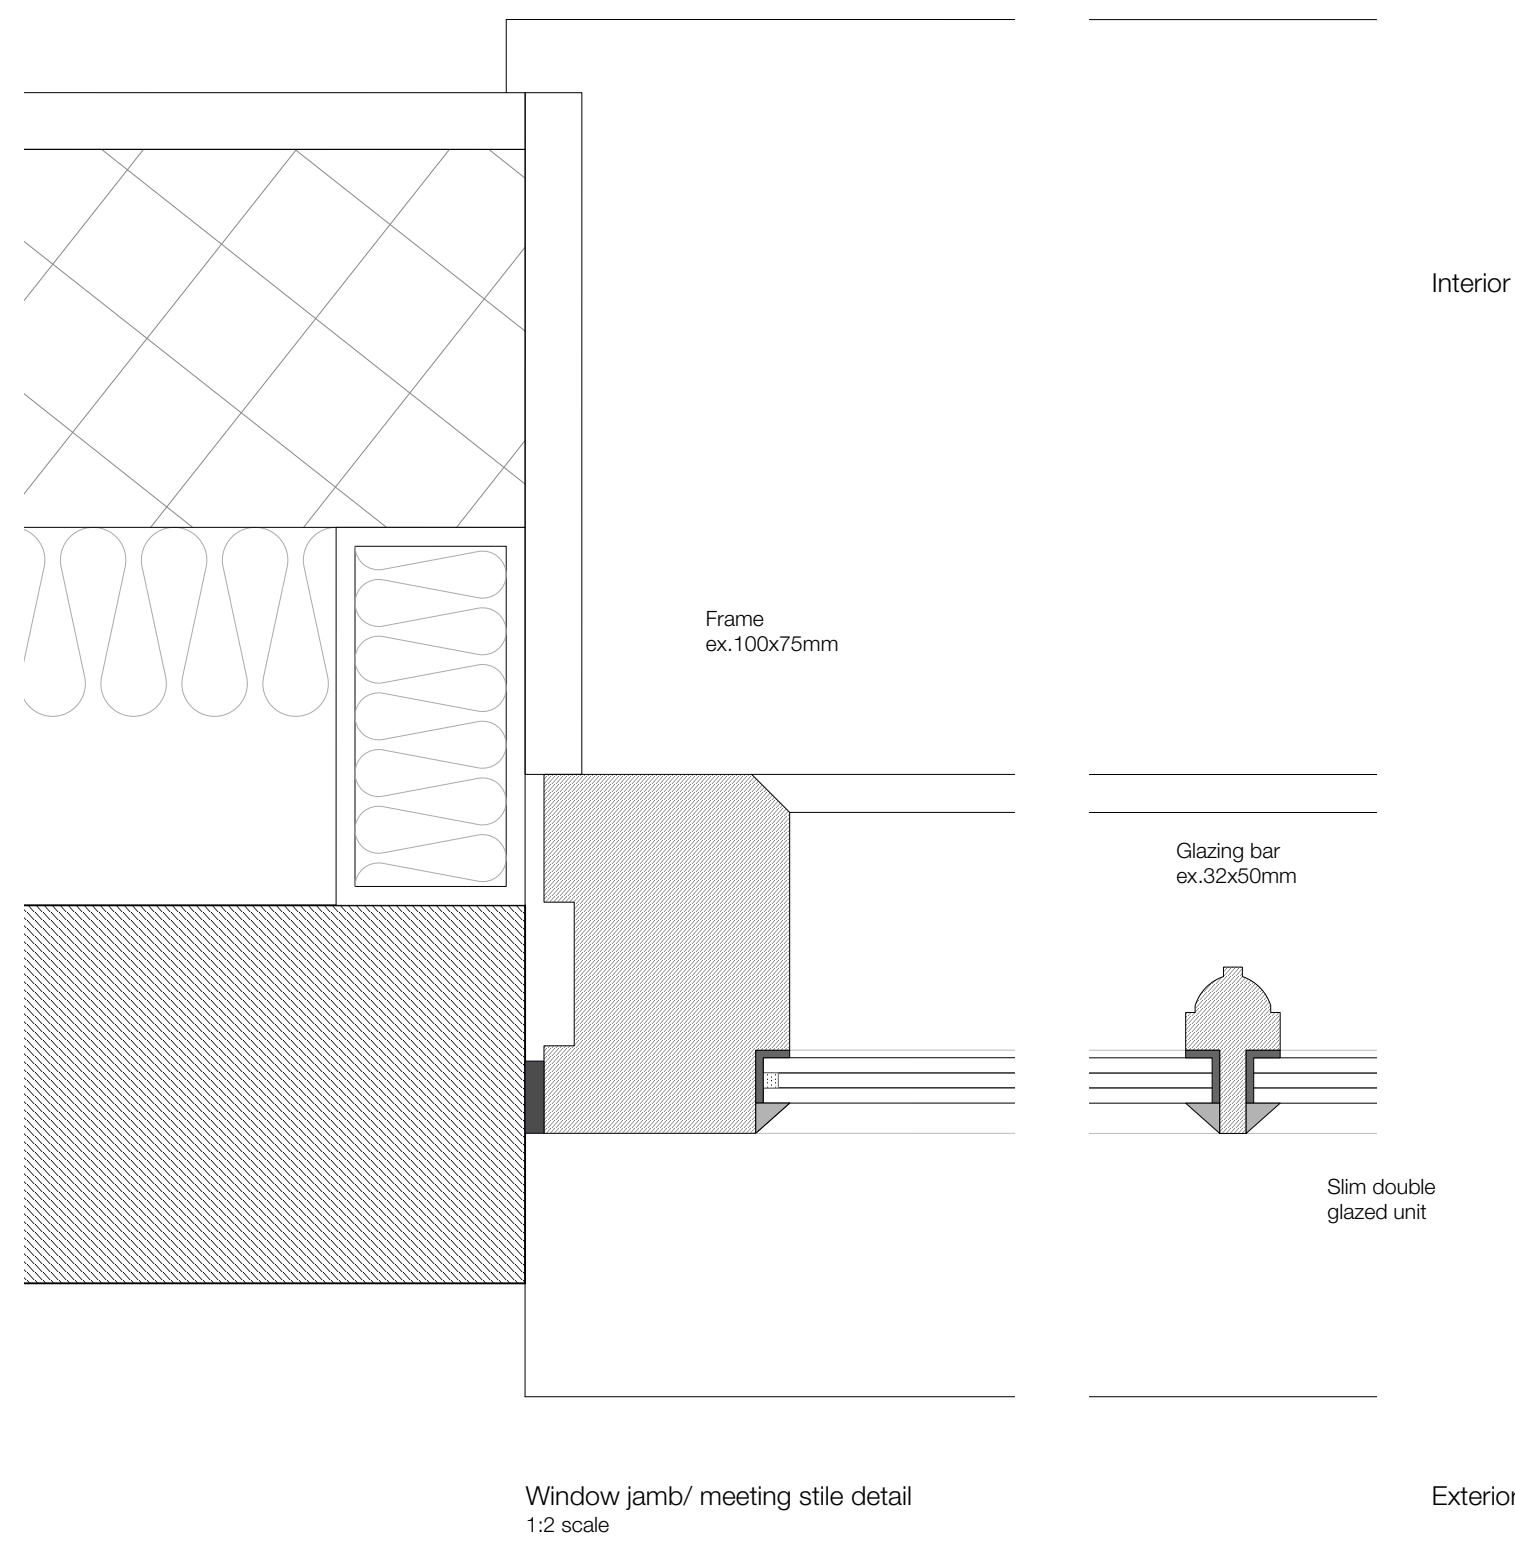 Interior
Frame
ex.100x75mm
Glazing bar
ex.32x50mm
Slim double
glazed unit
Window jamb/ meeting stile detail
1:2 scale
Exterior